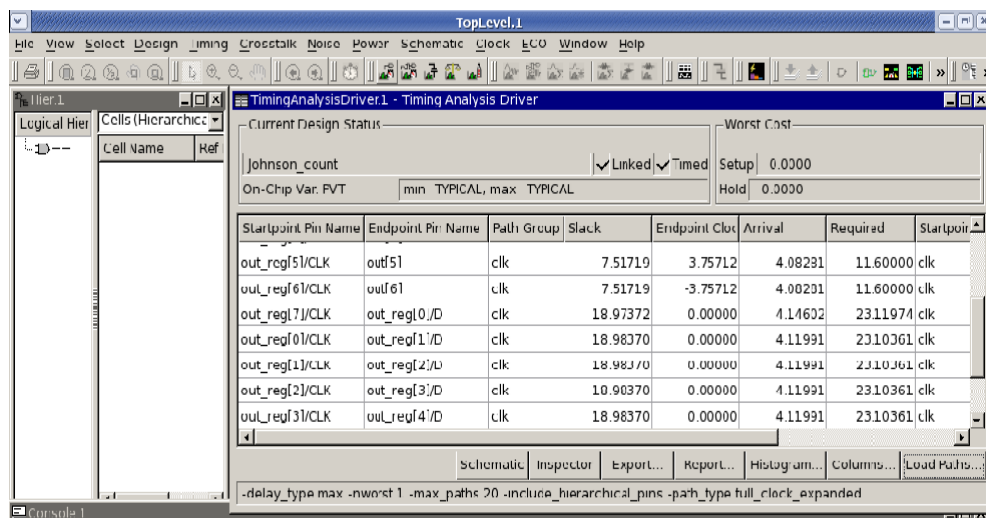 TopLevel.1
File View Select Design Timing Crosstalk Noise Power Schematic Clock ECO Window Help
Hier.1
TimingAnalysisDriver.1 - Timing Analysis Driver
Logical Hier
Cells (Hierarchica
Cell Name Ref
Current Design Status
Worst Cost
Johnson_count
Linked Timed
Setup 0.0000
On-Chip Var. PVT min TYPICAL, max TYPICAL
Hold 0.0000
Startpoint Pin Name Endpoint Pin Name Path Group Slack Endpoint Cloc Arrival Required Startpoin
out_reg[5]/CLK out[5] clk 7.51719 3.75712 4.08281 11.60000 clk
out_reg[6]/CLK out[6] clk 7.51719 -3.75712 4.08281 11.60000 clk
out_reg[7]/CLK out_reg[0]/D clk 18.97372 0.00000 4.14602 23.11974 clk
out_reg[0]/CLK out_reg[1]/D clk 18.98370 0.00000 4.11991 23.10361 clk
out_reg[1]/CLK out_reg[2]/D clk 18.98370 0.00000 4.11991 23.10361 clk
out_reg[2]/CLK out_reg[3]/D clk 18.98370 0.00000 4.11991 23.10361 clk
out_reg[3]/CLK out_reg[4]/D clk 18.98370 0.00000 4.11991 23.10361 clk
Schematic Inspector Export... Report... Histogram... Columns... Load Paths...
-delay_type max -nworst 1 -max_paths 20 -include_hierarchical_pins -path_type full_clock_expanded
Console 1